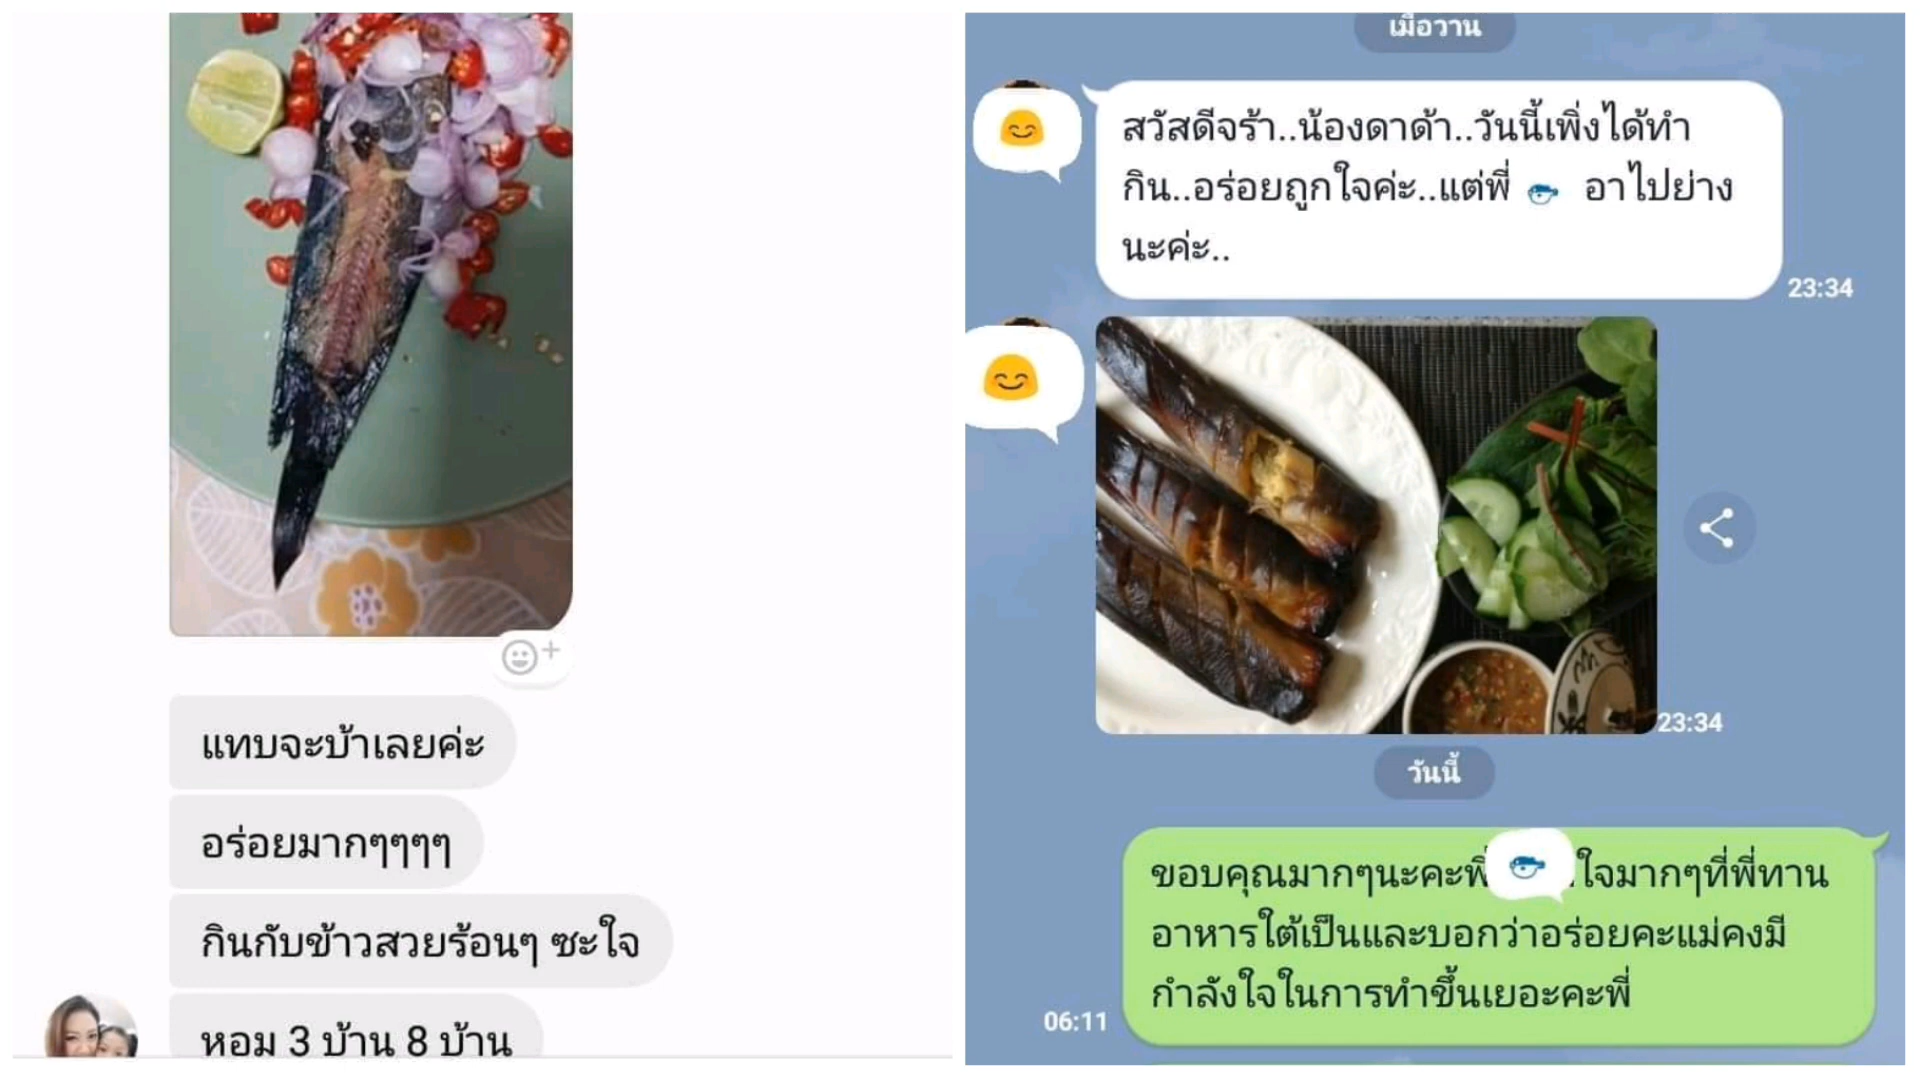 แทบจะบ้าเลยค่ะ
อร่อยมากๆๆๆๆ
กินกับข้าวสวยร้อนๆ ซะใจ
หอม 3 บ้าน 8 บ้าน
เมื่อวาน
สวัสดีจร้า..น้องดาด้า..วันนี้เพิ่งได้ทำ
กิน..อร่อยถูกใจค่ะ..แต่พี่ อาไปย่าง
นะค่ะ..
23:34
23:34
วันนี้
ขอบคุณมากๆนะคะพี่ ใจมากๆที่พี่ทาน
อาหารใต้เป็นและบอกว่าอร่อยคะแม่คงมี
กำลังใจในการทำขึ้นเยอะคะพี่
06:11